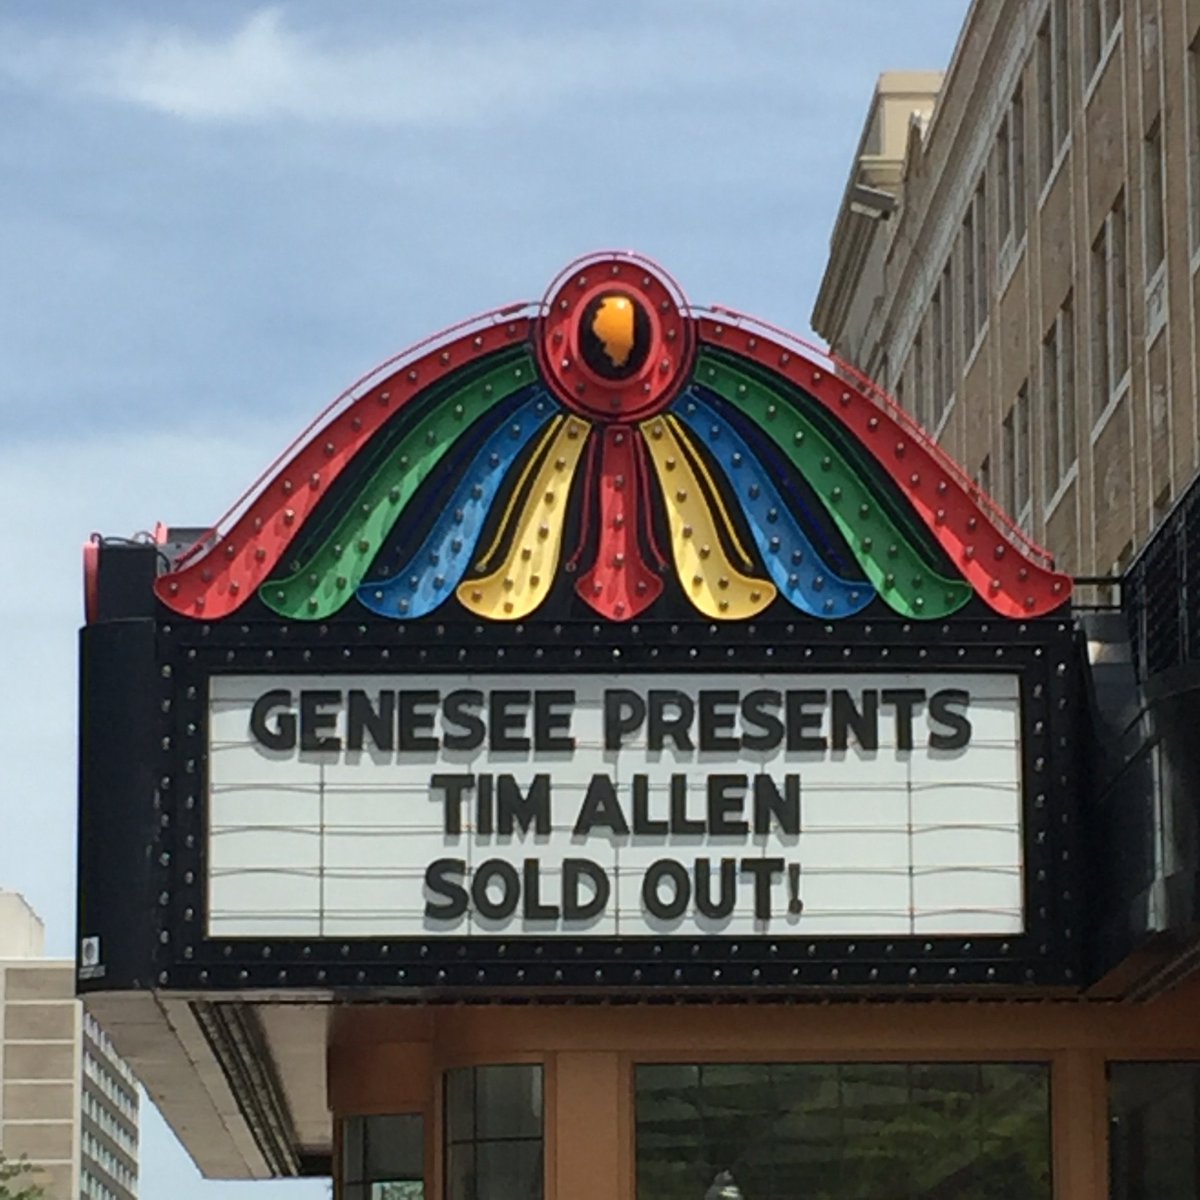 GENESEE PRESENTS
TIM ALLEN
SOLD OUT!